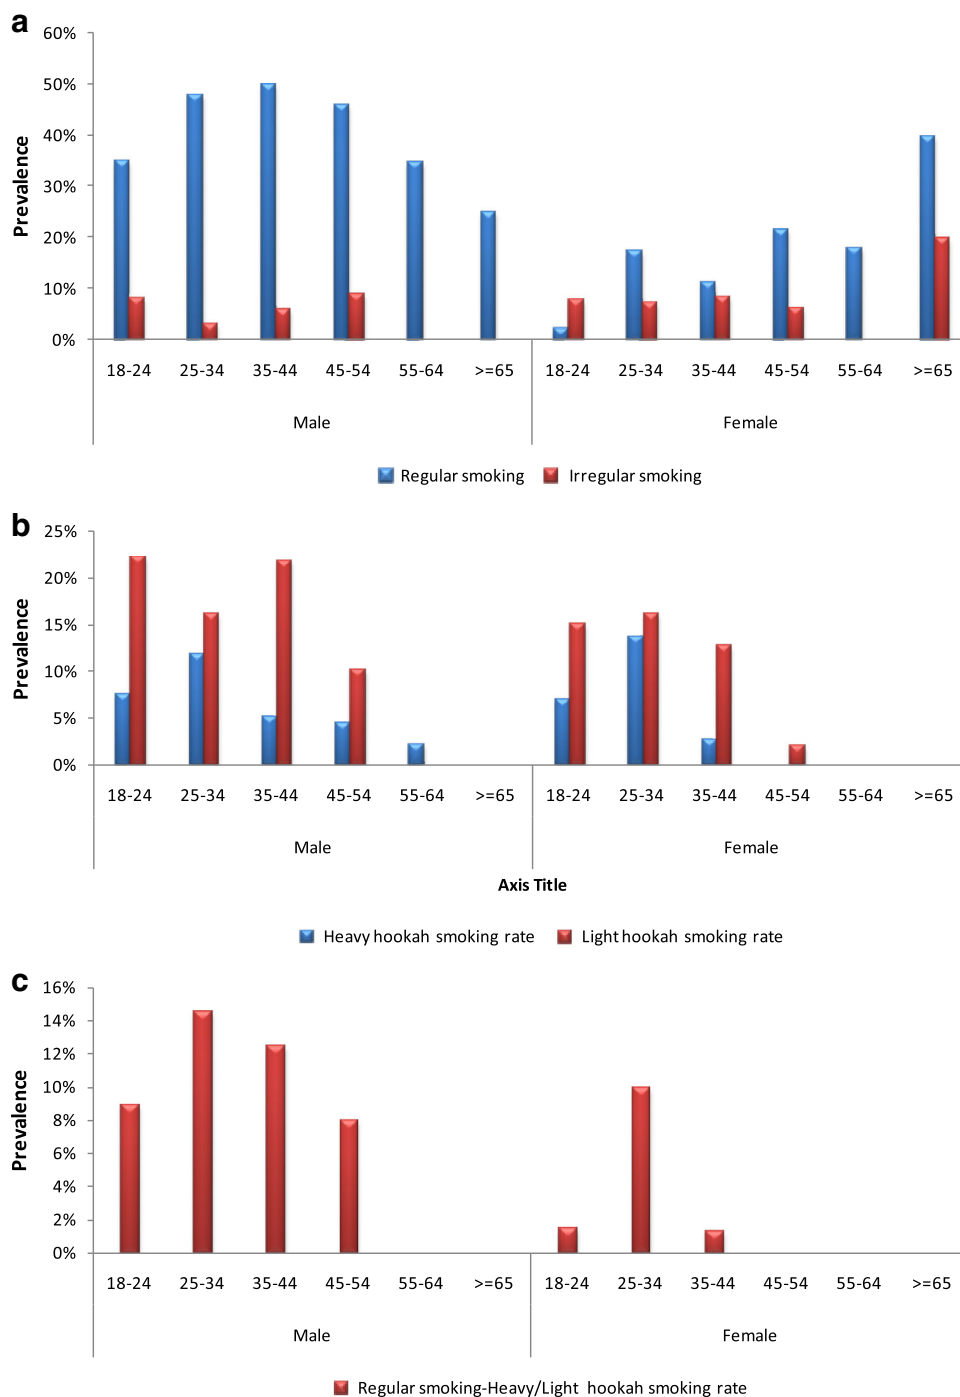 a
60%
50%
40%
30%
20%
10%
0%
Prevalence
18-24 25-34 35-44 45-54 55-64 >=65 18-24 25-34 35-44 45-54 55-64 >=65
Male Female
Regular smoking Irregular smoking
b
25%
20%
15%
10%
5%
0%
Prevalence
18-24 25-34 35-44 45-54 55-64 >=65 18-24 25-34 35-44 45-54 55-64 >=65
Male Female
Axis Title
Heavy hookah smoking rate Light hookah smoking rate
c
16%
14%
12%
10%
8%
6%
4%
2%
0%
Prevalence
18-24 25-34 35-44 45-54 55-64 >=65 18-24 25-34 35-44 45-54 55-64 >=65
Male Female
Regular smoking-Heavy/Light hookah smoking rate